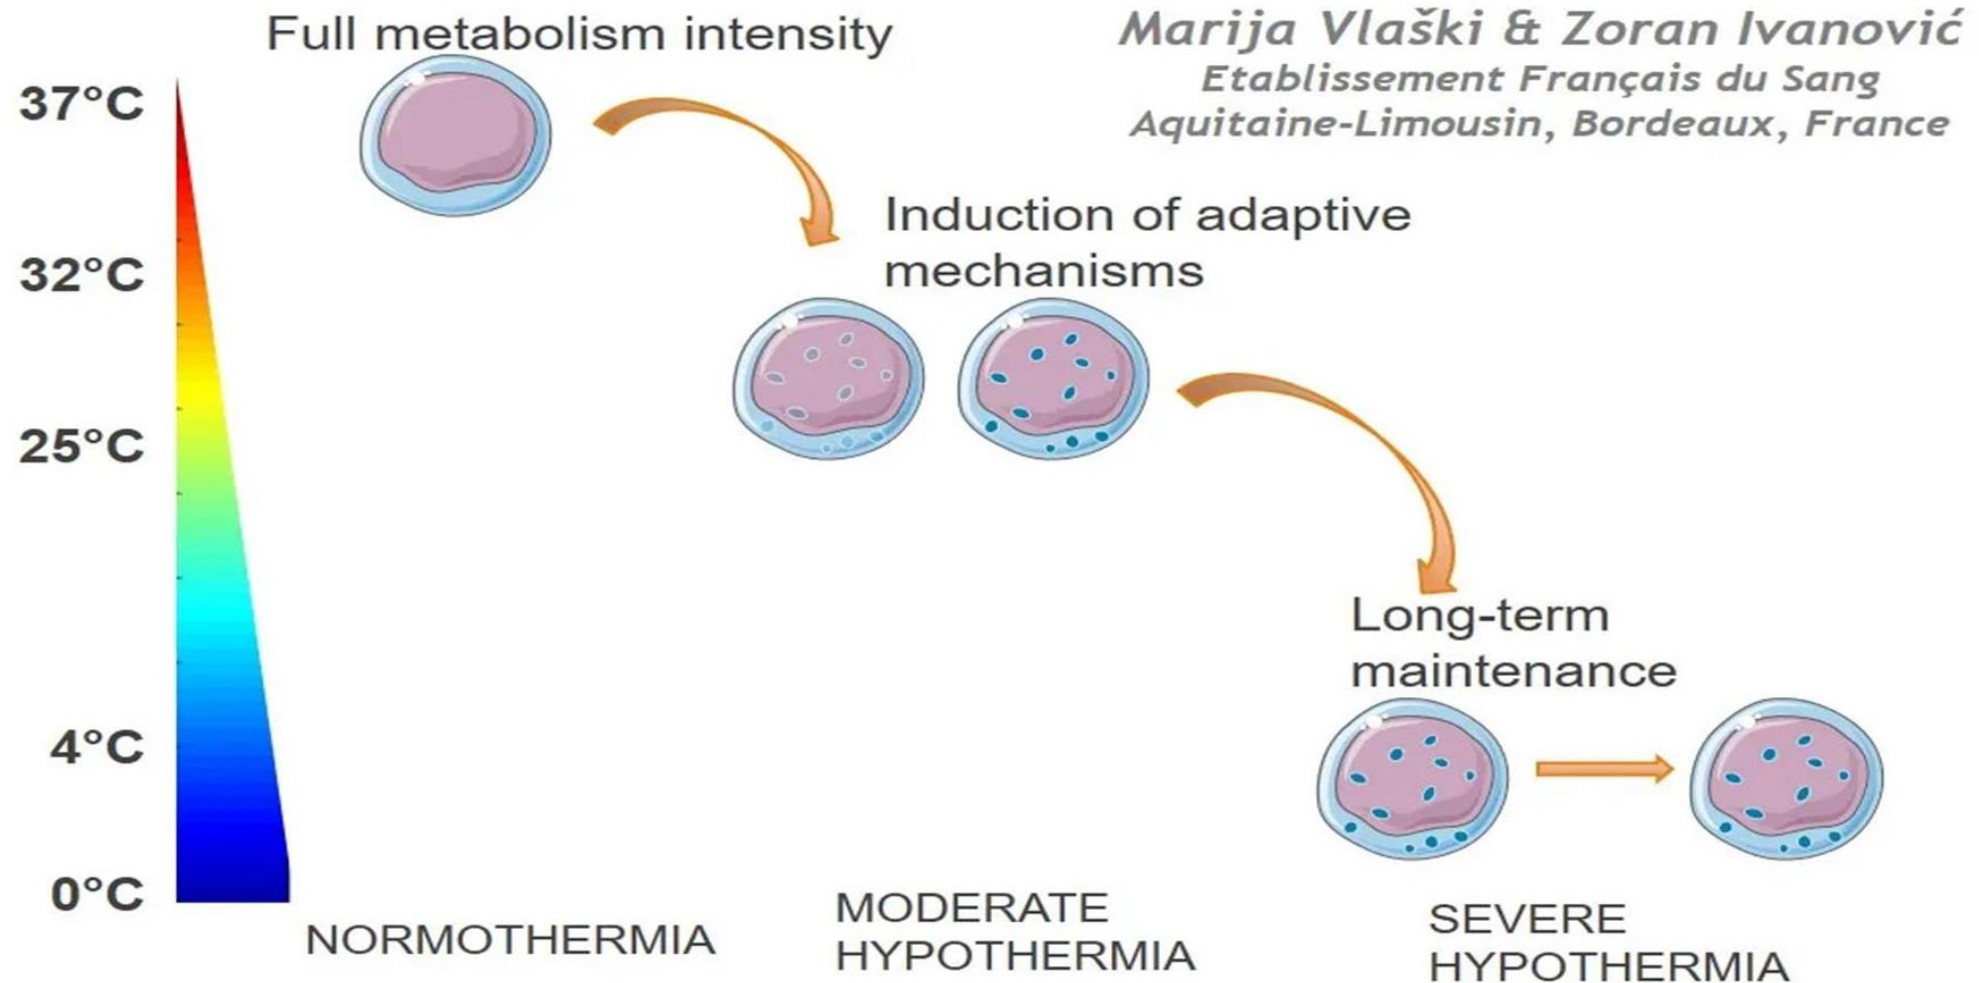 Full metabolism intensity
Marija Vlaški & Zoran Ivanović
Etablissement Français du Sang
Aquitaine-Limousin, Bordeaux, France
37°C
Induction of adaptive
mechanisms
32°C
25°C
Long-term
maintenance
4°C
0°C
NORMOTHERMIA
MODERATE
HYPOTHERMIA
SEVERE
HYPOTHERMIA